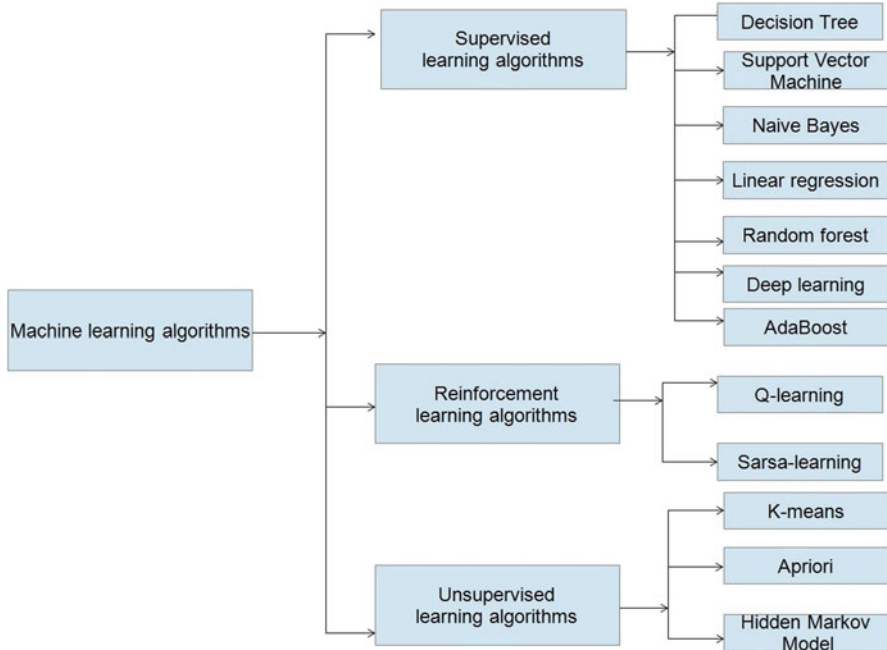 Decision Tree
Supervised
learning algorithms
Support Vector
Machine
Naive Bayes
Linear regression
Random forest
Deep learning
AdaBoost
Machine learning algorithms
Reinforcement
learning algorithms
Q-learning
Sarsa-learning
K-means
Apriori
Unsupervised
learning algorithms
Hidden Markov
Model